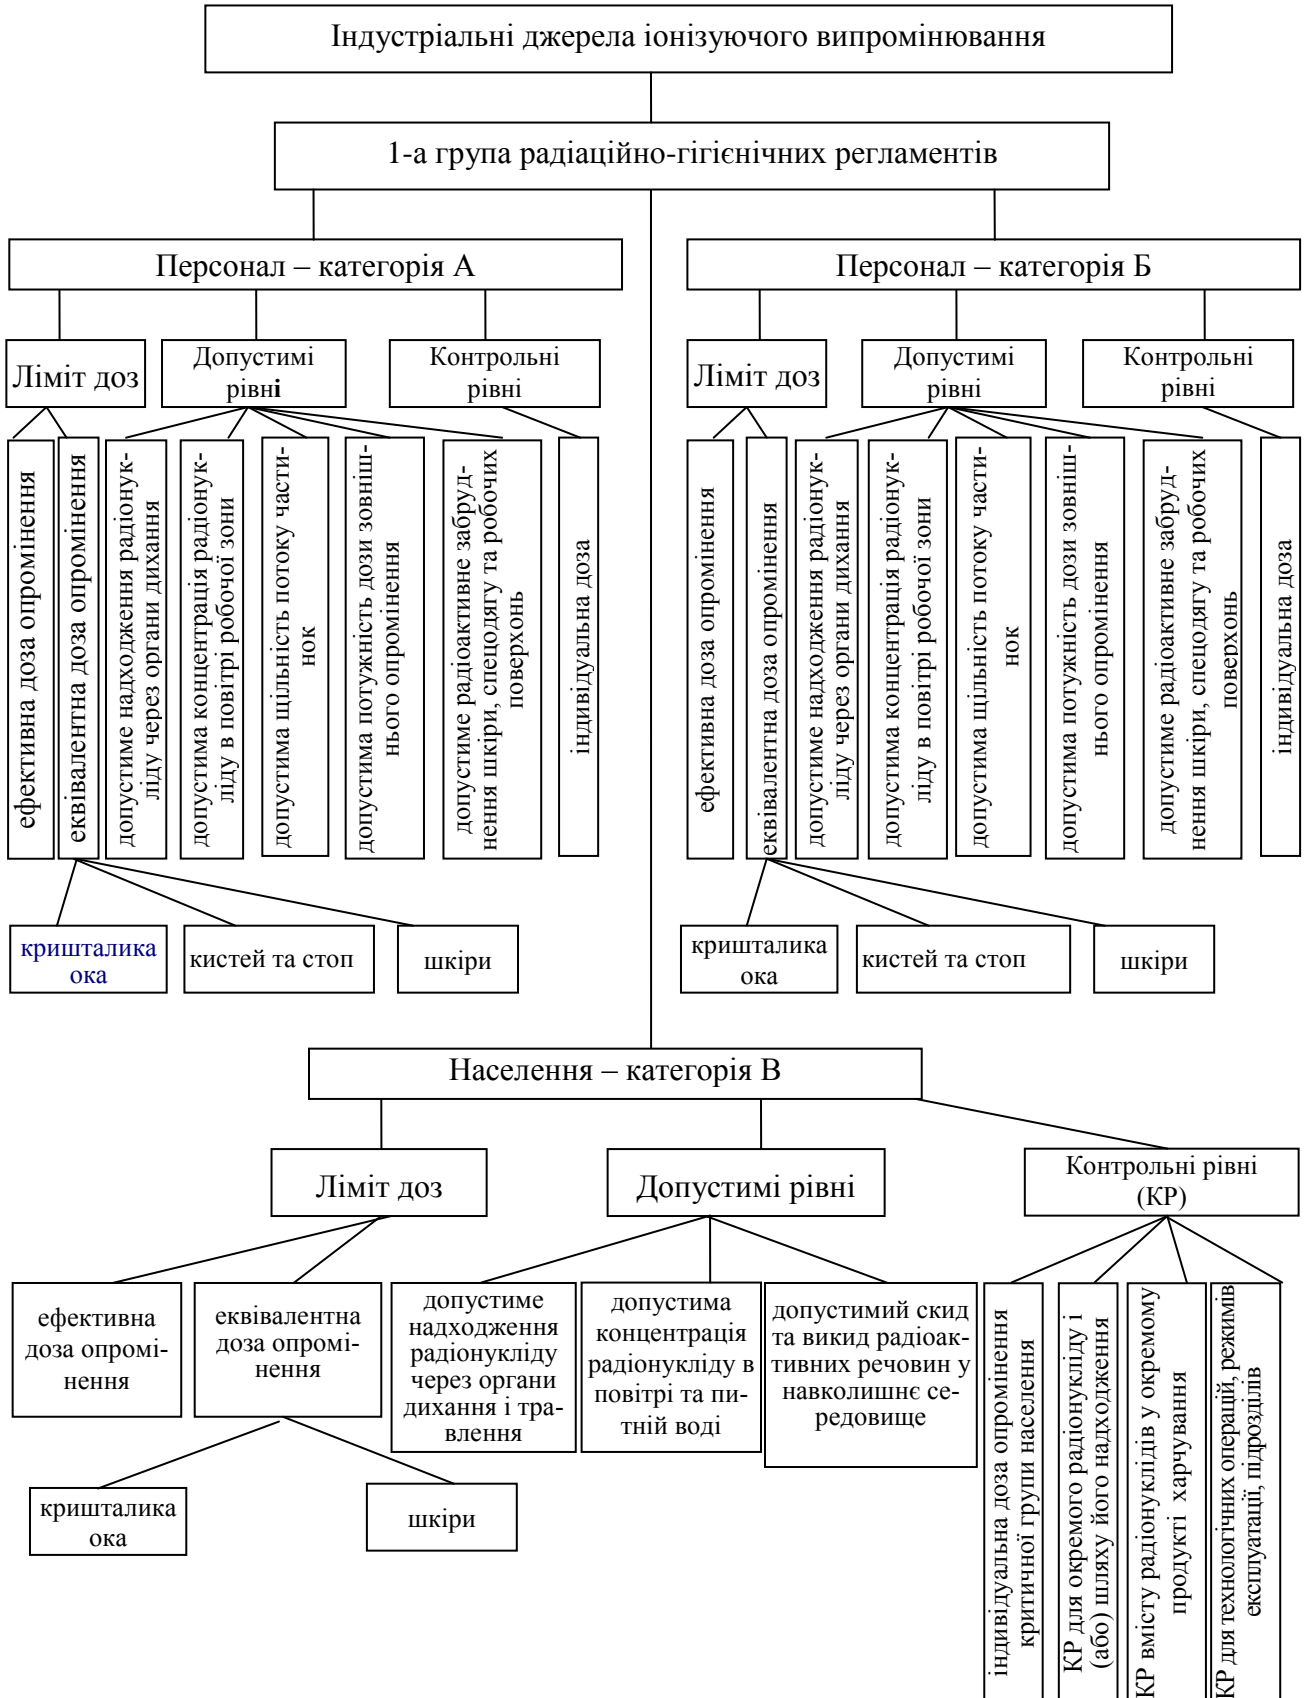 Індустріальні джерела іонізуючого випромінювання
1-а група радіаційно-гігієнічних регламентів
Персонал – категорія А
Персонал – категорія Б
Ліміт доз
Допустимі
рівні
Контрольні
рівні
Ліміт доз
Допустимі
рівні
Контрольні
рівні
ефективна доза опромінення
еквівалентна доза опромінення
допустиме надходження радіонук-
ліду через органи дихання
допустима концентрація радіонук-
ліду в повітрі робочої зони
допустима щільність потоку части-
нок
допустима потужність дози зовніш-
нього опромінення
допустиме радіоактивне забруд-
нення шкіри, спецодягу та робочих
поверхонь
індивідуальна доза
ефективна доза опромінення
еквівалентна доза опромінення
допустиме надходження радіонук-
ліду через органи дихання
допустима концентрація радіонук-
ліду в повітрі робочої зони
допустима щільність потоку части-
нок
допустима потужність дози зовніш-
нього опромінення
допустиме радіоактивне забруд-
нення шкіри, спецодягу та робочих
поверхонь
індивідуальна доза
кришталика
ока
кистей та стоп
шкіри
кришталика
ока
кистей та стоп
шкіри
Населення – категорія В
Ліміт доз
Допустимі рівні
Контрольні рівні
(КР)
ефективна
доза опромі-
нення
еквівалентна
доза опромі-
нення
допустиме
надходження
радіонукліду
через органи
дихання і тра-
влення
допустима
концентрація
радіонукліду в
повітрі та пи-
тній воді
допустимий скид
та викид радіоак-
тивних речовин у
навколишнє се-
редовище
індивідуальна доза опромінення
критичної групи населення
КР для окремого радіонукліду і
(або) шляху його надходження
КР вмісту радіонуклідів у окремому
продукті харчування
КР для технологічних операцій, режимів
експлуатації, підрозділів
кришталика
ока
шкіри